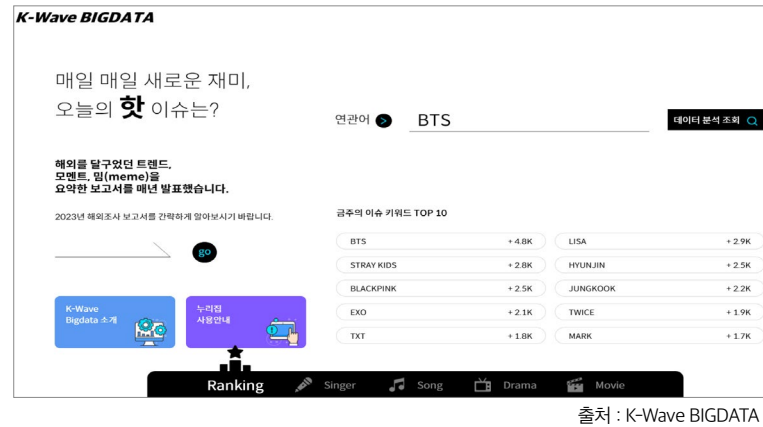 K-Wave BIGDATA
매일 매일 새로운 재미,
오늘의 핫 이슈는?
해외를 달구었던 트렌드,
모멘트, 밈(meme)을
요약한 보고서를 매년 발표했습니다.
2023년 해외조사 보고서를 간략하게 알아보시기 바랍니다.
go
K-Wave
Bigdata 소개
누리집
사용안내
연관어 > BTS
데이터 분석 조회
금주의 이슈 키워드 TOP 10
BTS + 4.8K
LISA + 2.9K
STRAY KIDS + 2.8K
HYUNJIN + 2.5K
BLACKPINK + 2.5K
JUNGKOOK + 2.2K
EXO + 2.1K
TWICE + 1.9K
TXT + 1.8K
MARK + 1.7K
Ranking Singer Song Drama Movie
출처 : K-Wave BIGDATA